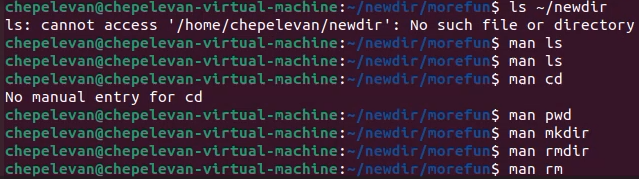 chepelevan@chepelevan-virtual-machine:~/newdir/morefun$ ls ~/newdir
ls: cannot access '/home/chepelevan/newdir': No such file or directory
chepelevan@chepelevan-virtual-machine:~/newdir/morefun$ man ls
chepelevan@chepelevan-virtual-machine:~/newdir/morefun$ man ls
chepelevan@chepelevan-virtual-machine:~/newdir/morefun$ man cd
No manual entry for cd
chepelevan@chepelevan-virtual-machine:~/newdir/morefun$ man pwd
chepelevan@chepelevan-virtual-machine:~/newdir/morefun$ man mkdir
chepelevan@chepelevan-virtual-machine:~/newdir/morefun$ man rmdir
chepelevan@chepelevan-virtual-machine:~/newdir/morefun$ man rm